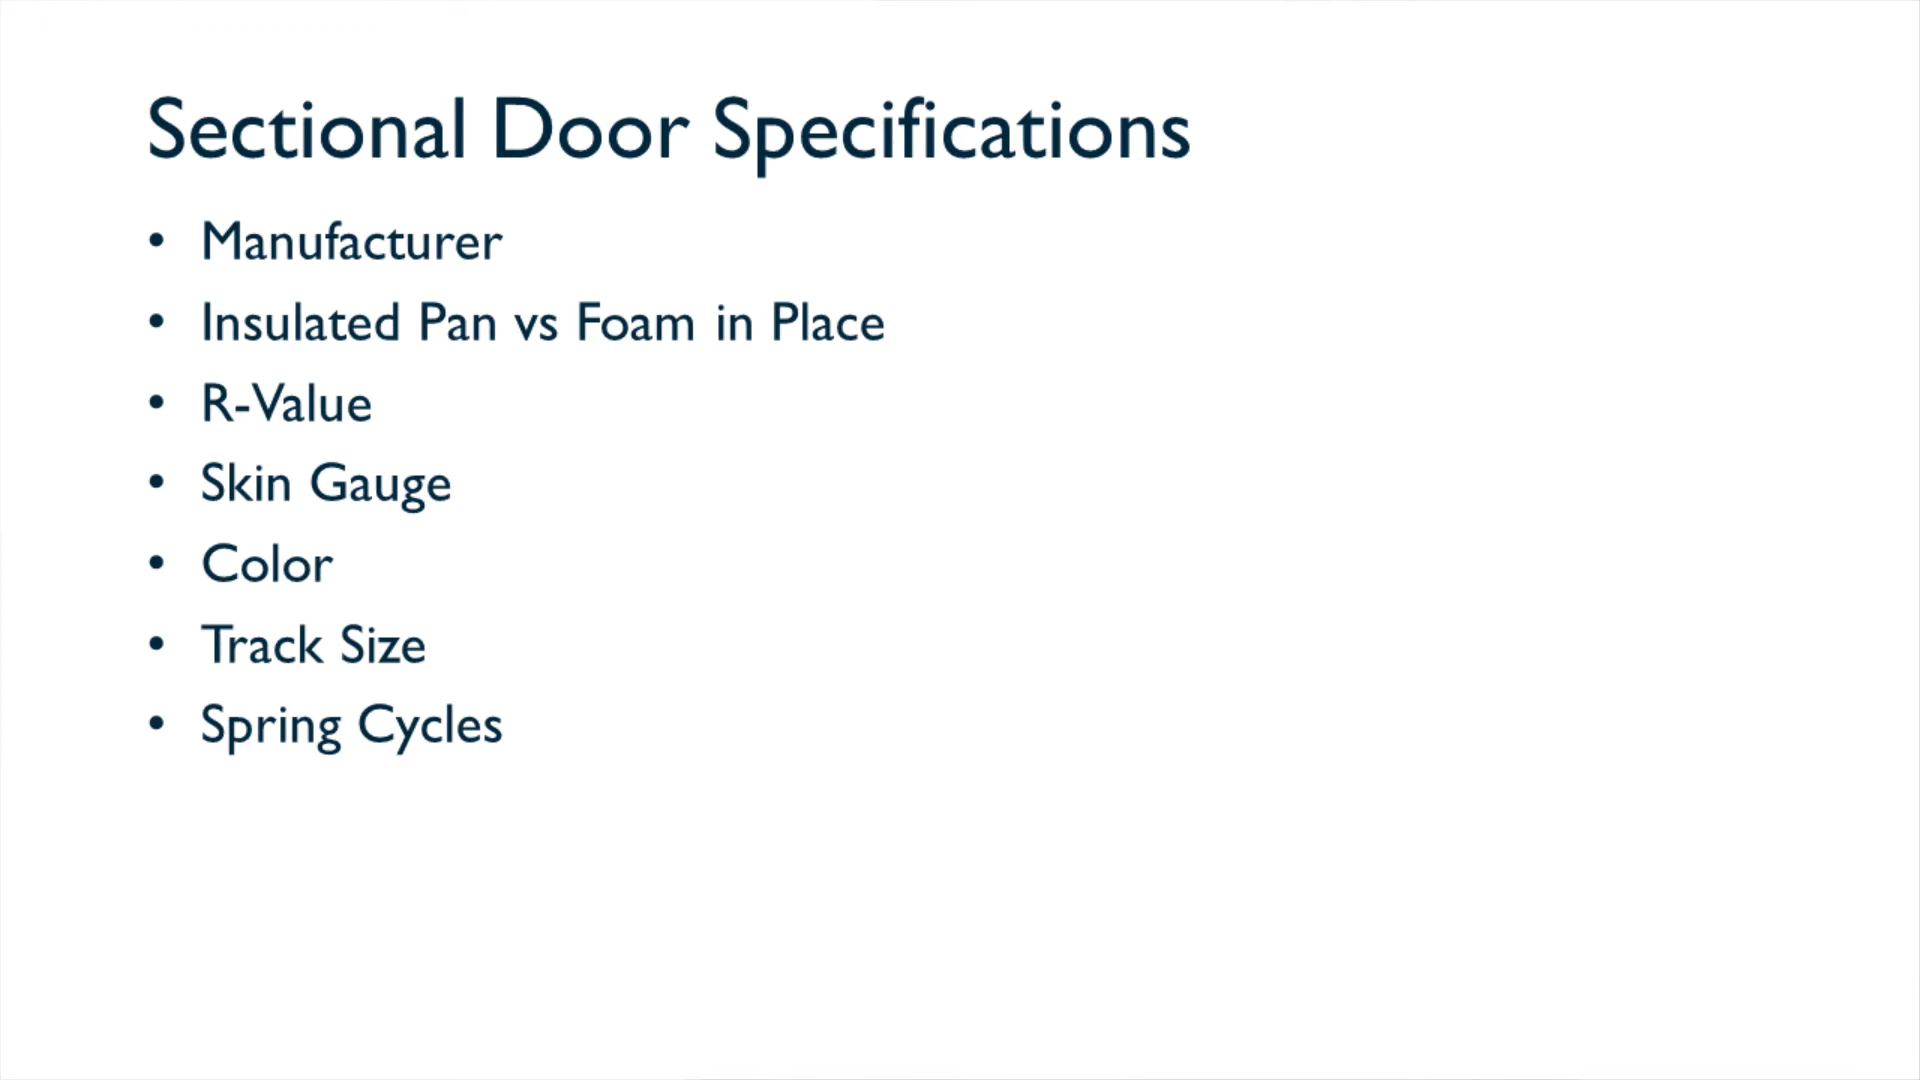 Sectional Door Specifications
• Manufacturer
• Insulated Pan vs Foam in Place
• R-Value
• Skin Gauge
• Color
• Track Size
• Spring Cycles